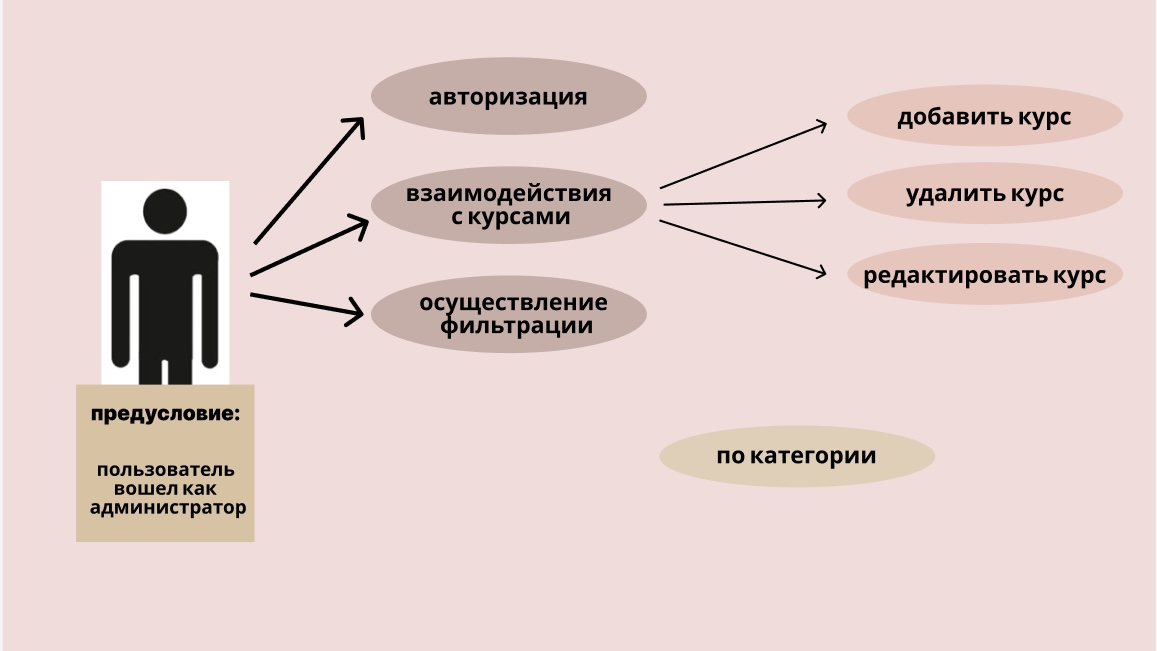 авторизация
взаимодействия
с курсами
осуществление
фильтрации
добавить курс
удалить курс
редактировать курс
предусловие:
пользователь
вошел как
администратор
по категории